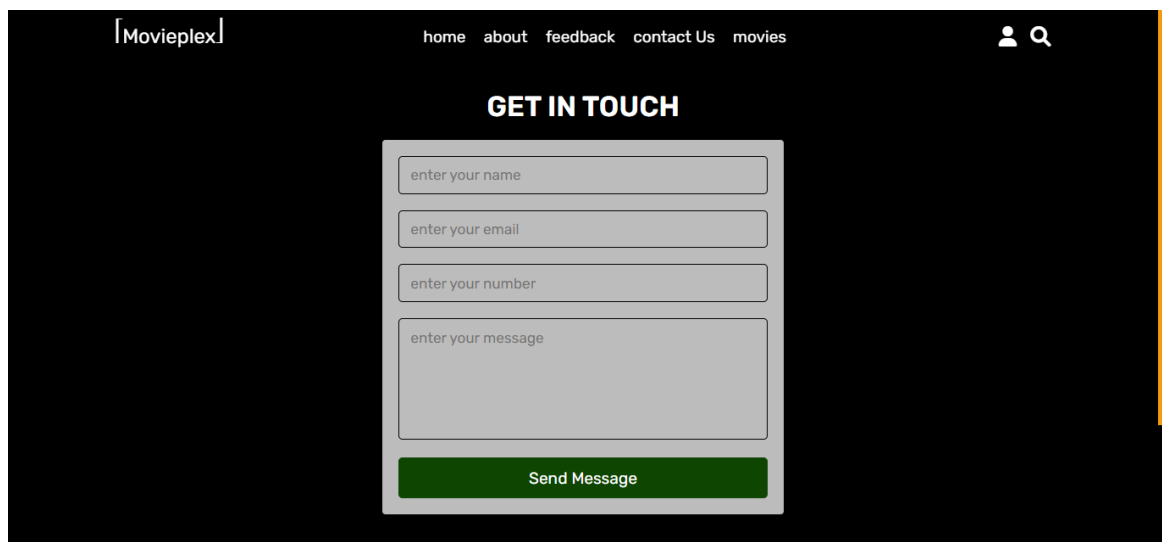 Movieplex
home about feedback contact Us movies
GET IN TOUCH
enter your name
enter your email
enter your number
enter your message
Send Message